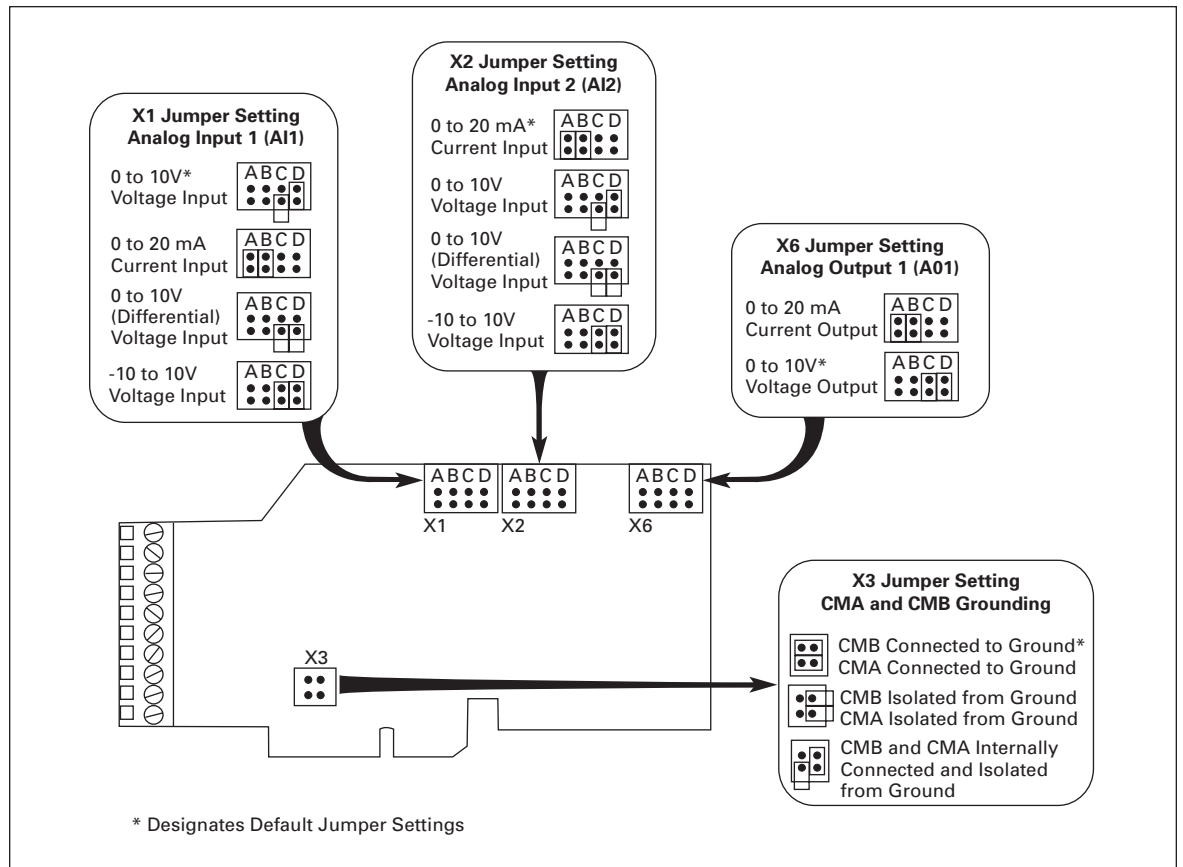 X1 Jumper Setting
Analog Input 1 (AI1)
0 to 10V*
Voltage Input
ABCD
0 to 20 mA
Current Input
ABCD
0 to 10V
(Differential)
Voltage Input
ABCD
-10 to 10V
Voltage Input
ABCD
X2 Jumper Setting
Analog Input 2 (AI2)
0 to 20 mA*
Current Input
ABCD
0 to 10V
Voltage Input
ABCD
0 to 10V
(Differential)
Voltage Input
ABCD
-10 to 10V
Voltage Input
ABCD
X6 Jumper Setting
Analog Output 1 (A01)
0 to 20 mA
Current Output
ABCD
0 to 10V*
Voltage Output
ABCD
ABCD
X1
ABCD
X2
ABCD
X6
X3
X3 Jumper Setting
CMA and CMB Grounding
CMB Connected to Ground*
CMA Connected to Ground
CMB Isolated from Ground
CMA Isolated from Ground
CMB and CMA Internally
Connected and Isolated
from Ground
* Designates Default Jumper Settings